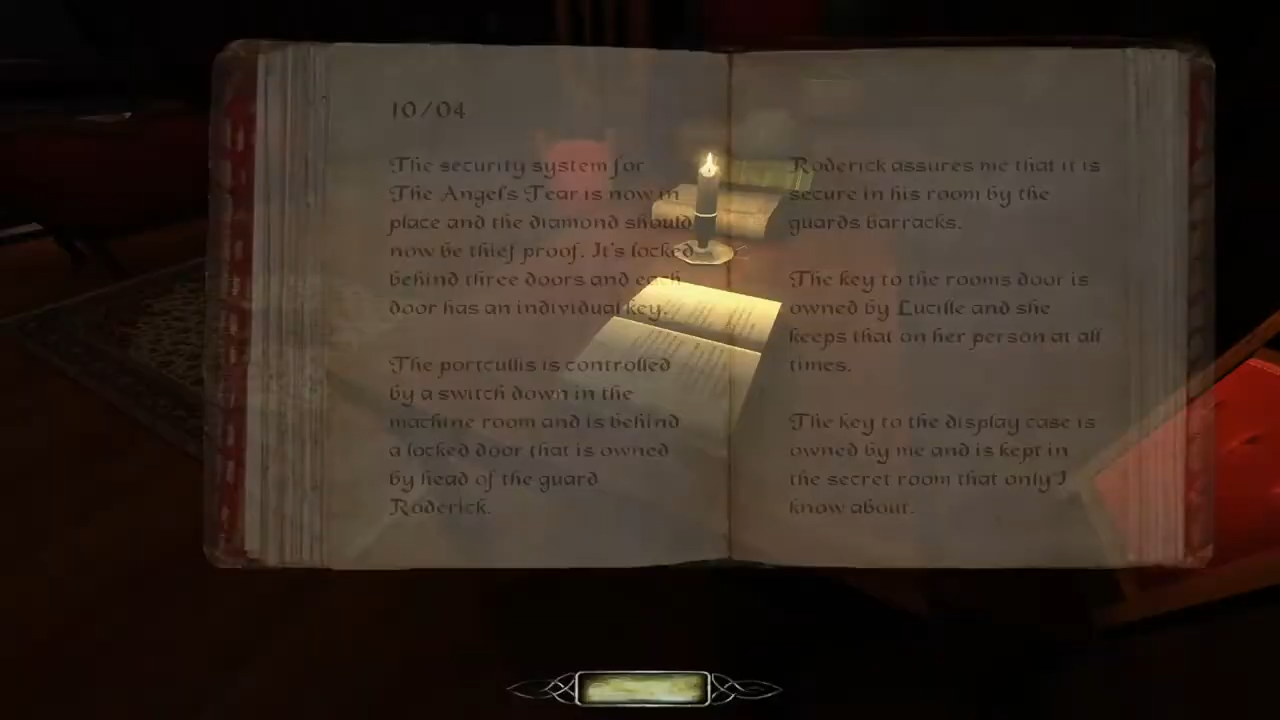 10/04
The security system for
The Angel's Tear is now in
place and the diamond should
now be thief proof. It's locked
behind three doors and each
door has an individual key.
The portcullis is controlled
by a switch down in the
machine room and is behind
a locked door that is owned
by head of the guard
Roderick.
Roderick assures me that it is
secure in his room by the
guards barracks.
The key to the rooms door is
owned by Lucille and she
keeps that on her person at all
times.
The key to the display case is
owned by me and is kept in
the secret room that only I
know about.